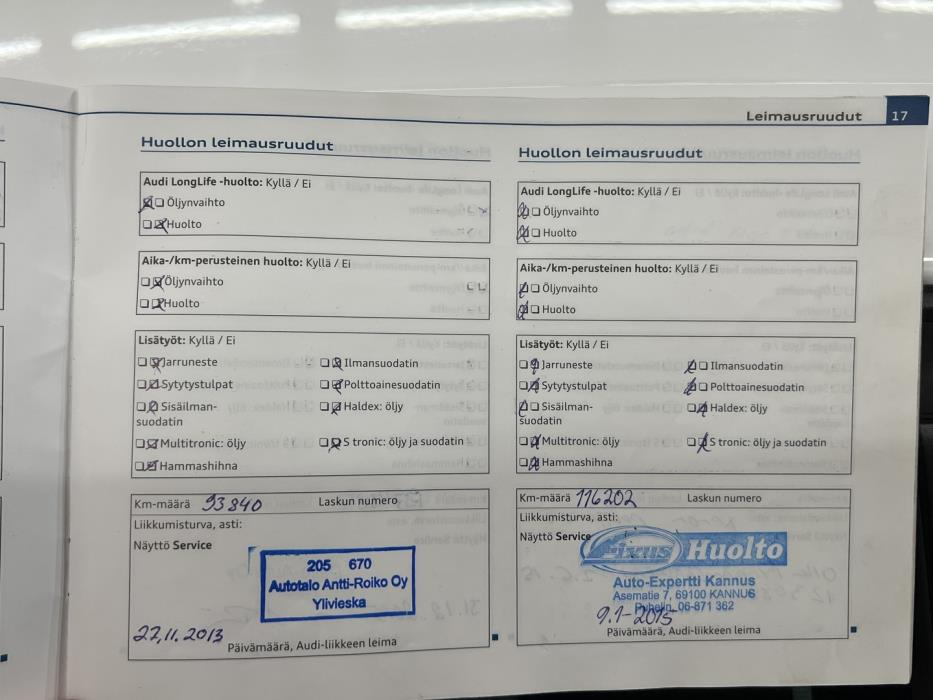 Leimausruudut 17
Huollon leimausruudut
Audi LongLife -huolto: Kyllä / Ei
Öljynvaihto
Huolto
Aika-/km-perusteinen huolto: Kyllä / Ei
Öljynvaihto
Huolto
Lisätyöt: Kyllä / Ei
Jarruneste
Ilmansuodatin
Sytytystulpat
Polttoainesuodatin
Sisäilman-
suodatin
Haldex: öljy
Multitronic: öljy
S tronic: öljy ja suodatin
Hammashihna
Km-määrä 93840 Laskun numero
Liikkumisturva, asti:
Näyttö Service
205 670
Autotalo Antti-Roiko Oy
Ylivieska
27,11.2013
Päivämäärä, Audi-liikkeen leima
Huollon leimausruudut
Audi LongLife -huolto: Kyllä / Ei
Öljynvaihto
Huolto
Aika-/km-perusteinen huolto: Kyllä / Ei
Öljynvaihto
Huolto
Lisätyöt: Kyllä / Ei
Jarruneste
Ilmansuodatin
Sytytystulpat
Polttoainesuodatin
Sisäilman-
suodatin
Haldex: öljy
Multitronic: öljy
S tronic: öljy ja suodatin
Hammashihna
Km-määrä 116202 Laskun numero
Liikkumisturva, asti:
Näyttö Service
Fixus Huolto
Auto-Expertti Kannus
Asematie 7, 69100 KANNUS
Puhelin. 06-871 362
9.1-2015
Päivämäärä, Audi-liikkeen leima